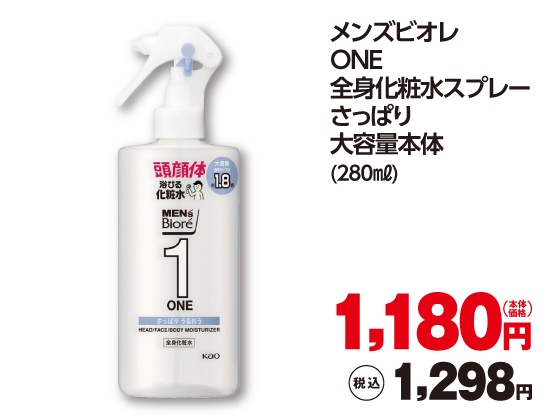 メンズビオレ
ONE
全身化粧水スプレー
さっぱり
大容量本体
(280㎖)
頭顔体
浴びる
化粧水
大容量
1.8
MEN's
Bioré
1
ONE
さっぱり うるおう
HEAD/FACE/BODY MOISTURIZER
全身化粧水
Kao
1,180円(本体価格)
税込 1,298円